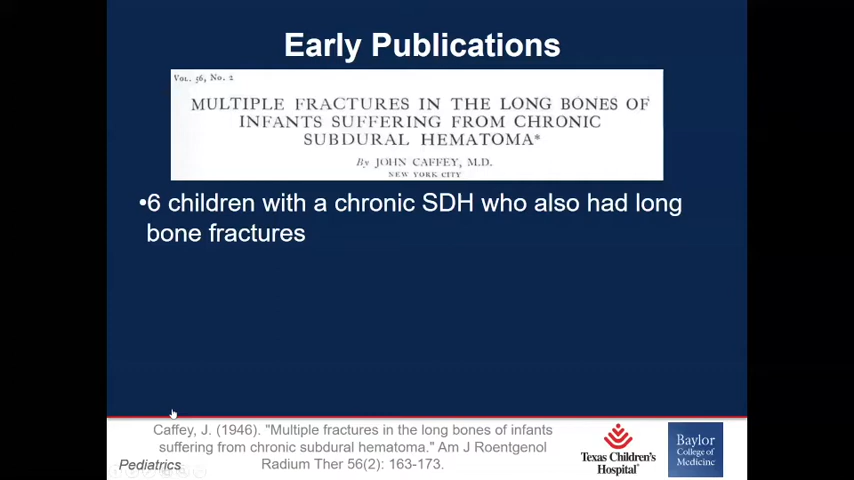 Early Publications
Vol. 56, No. 2
MULTIPLE FRACTURES IN THE LONG BONES OF
INFANTS SUFFERING FROM CHRONIC
SUBDURAL HEMATOMA*
By JOHN CAFFEY, M.D.
NEW YORK CITY
•6 children with a chronic SDH who also had long
bone fractures
Caffey, J. (1946). "Multiple fractures in the long bones of infants
suffering from chronic subdural hematoma." Am J Roentgenol
Radium Ther 56(2): 163-173.
Pediatrics
Texas Children's
Hospital®
Baylor
College of
Medicine